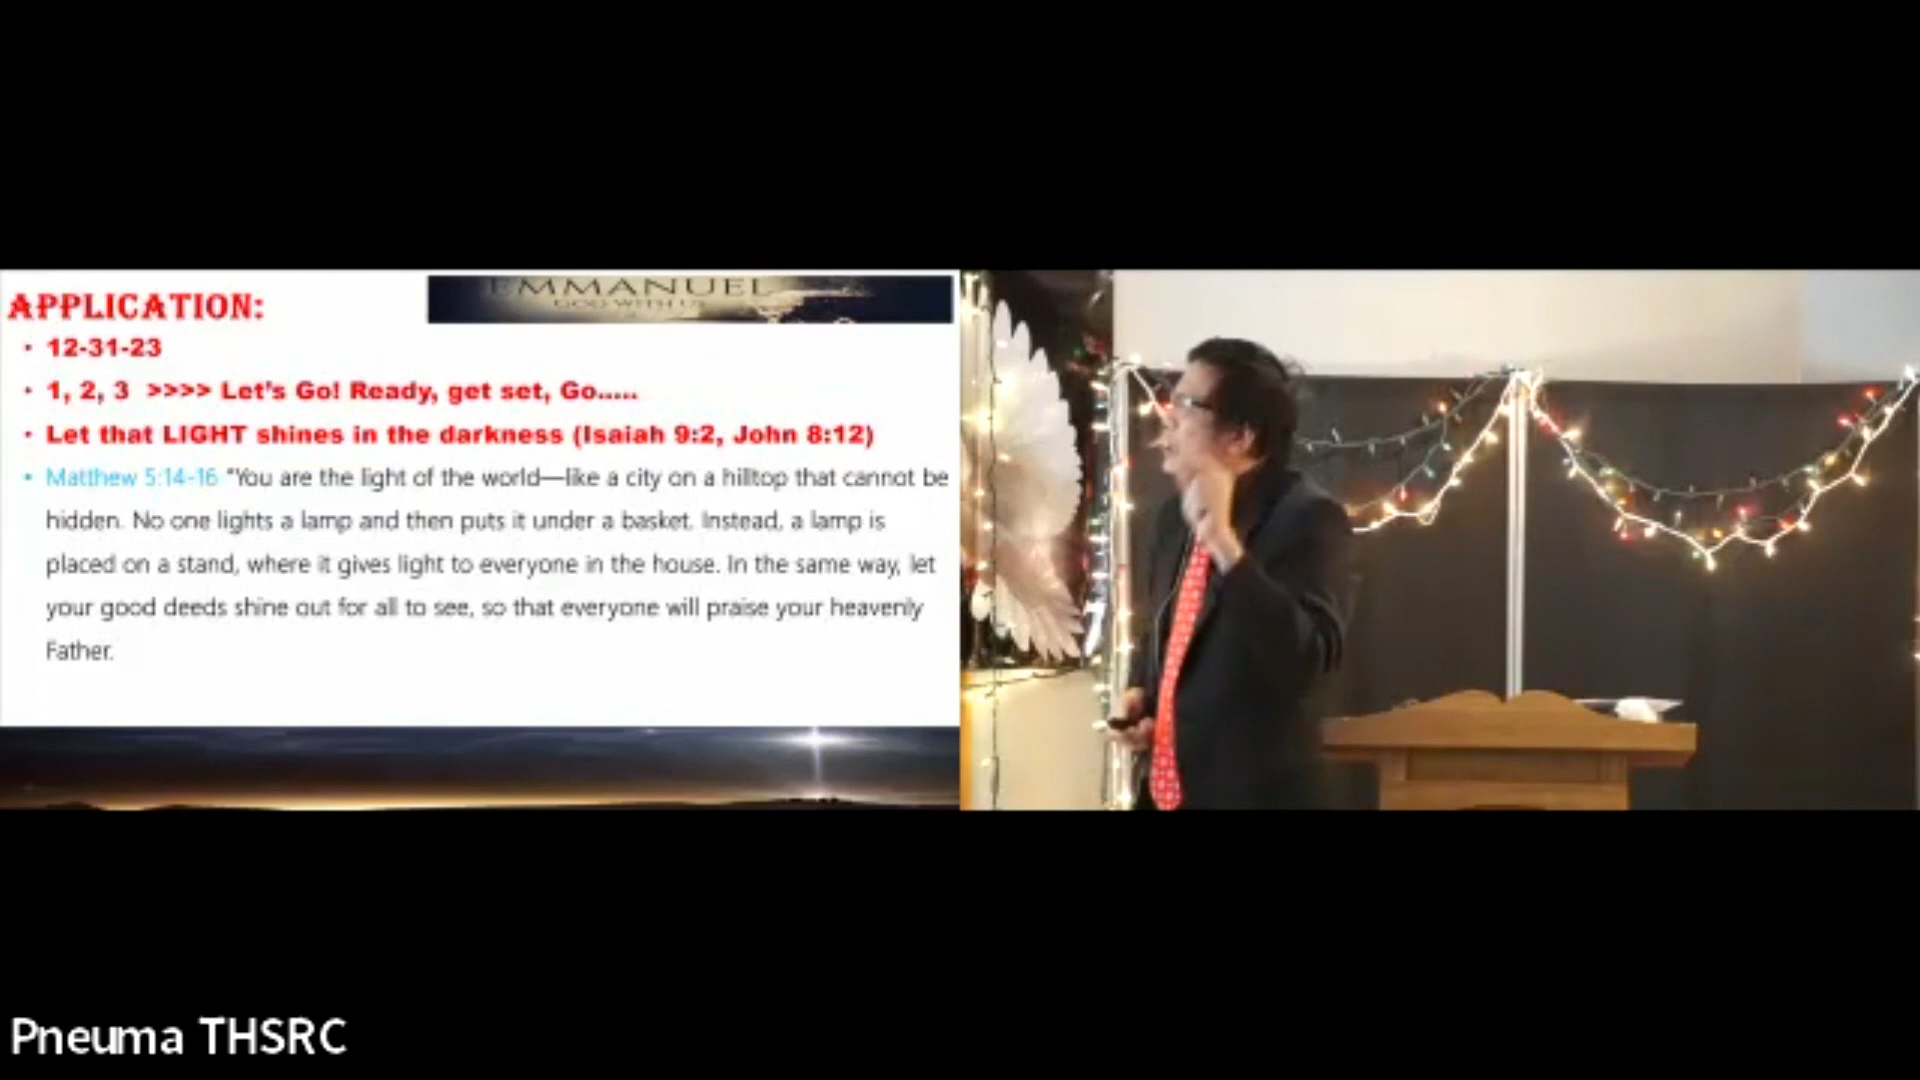 APPLICATION:
EMMANUEL
GOD WITH US
• 12-31-23
• 1, 2, 3 >>>> Let's Go! Ready, get set, Go.....
• Let that LIGHT shines in the darkness (Isaiah 9:2, John 8:12)
• Matthew 5:14-16 "You are the light of the world—like a city on a hilltop that cannot be
hidden. No one lights a lamp and then puts it under a basket. Instead, a lamp is
placed on a stand, where it gives light to everyone in the house. In the same way, let
your good deeds shine out for all to see, so that everyone will praise your heavenly
Father.
Pneuma THSRC